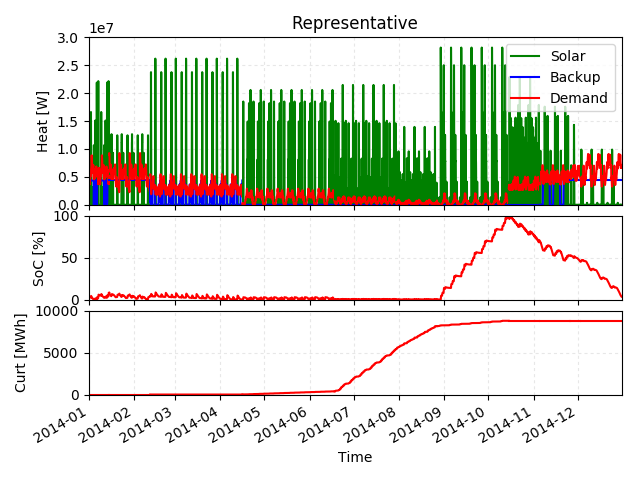 Representative
1e7
3.0
2.5
2.0
1.5
1.0
0.5
0.0
Heat [W]
Solar
Backup
Demand
100
50
0
SoC [%]
10000
5000
0
Curt [MWh]
2014-01
2014-02
2014-03
2014-04
2014-05
2014-06
2014-07
2014-08
2014-09
2014-10
2014-11
2014-12
Time